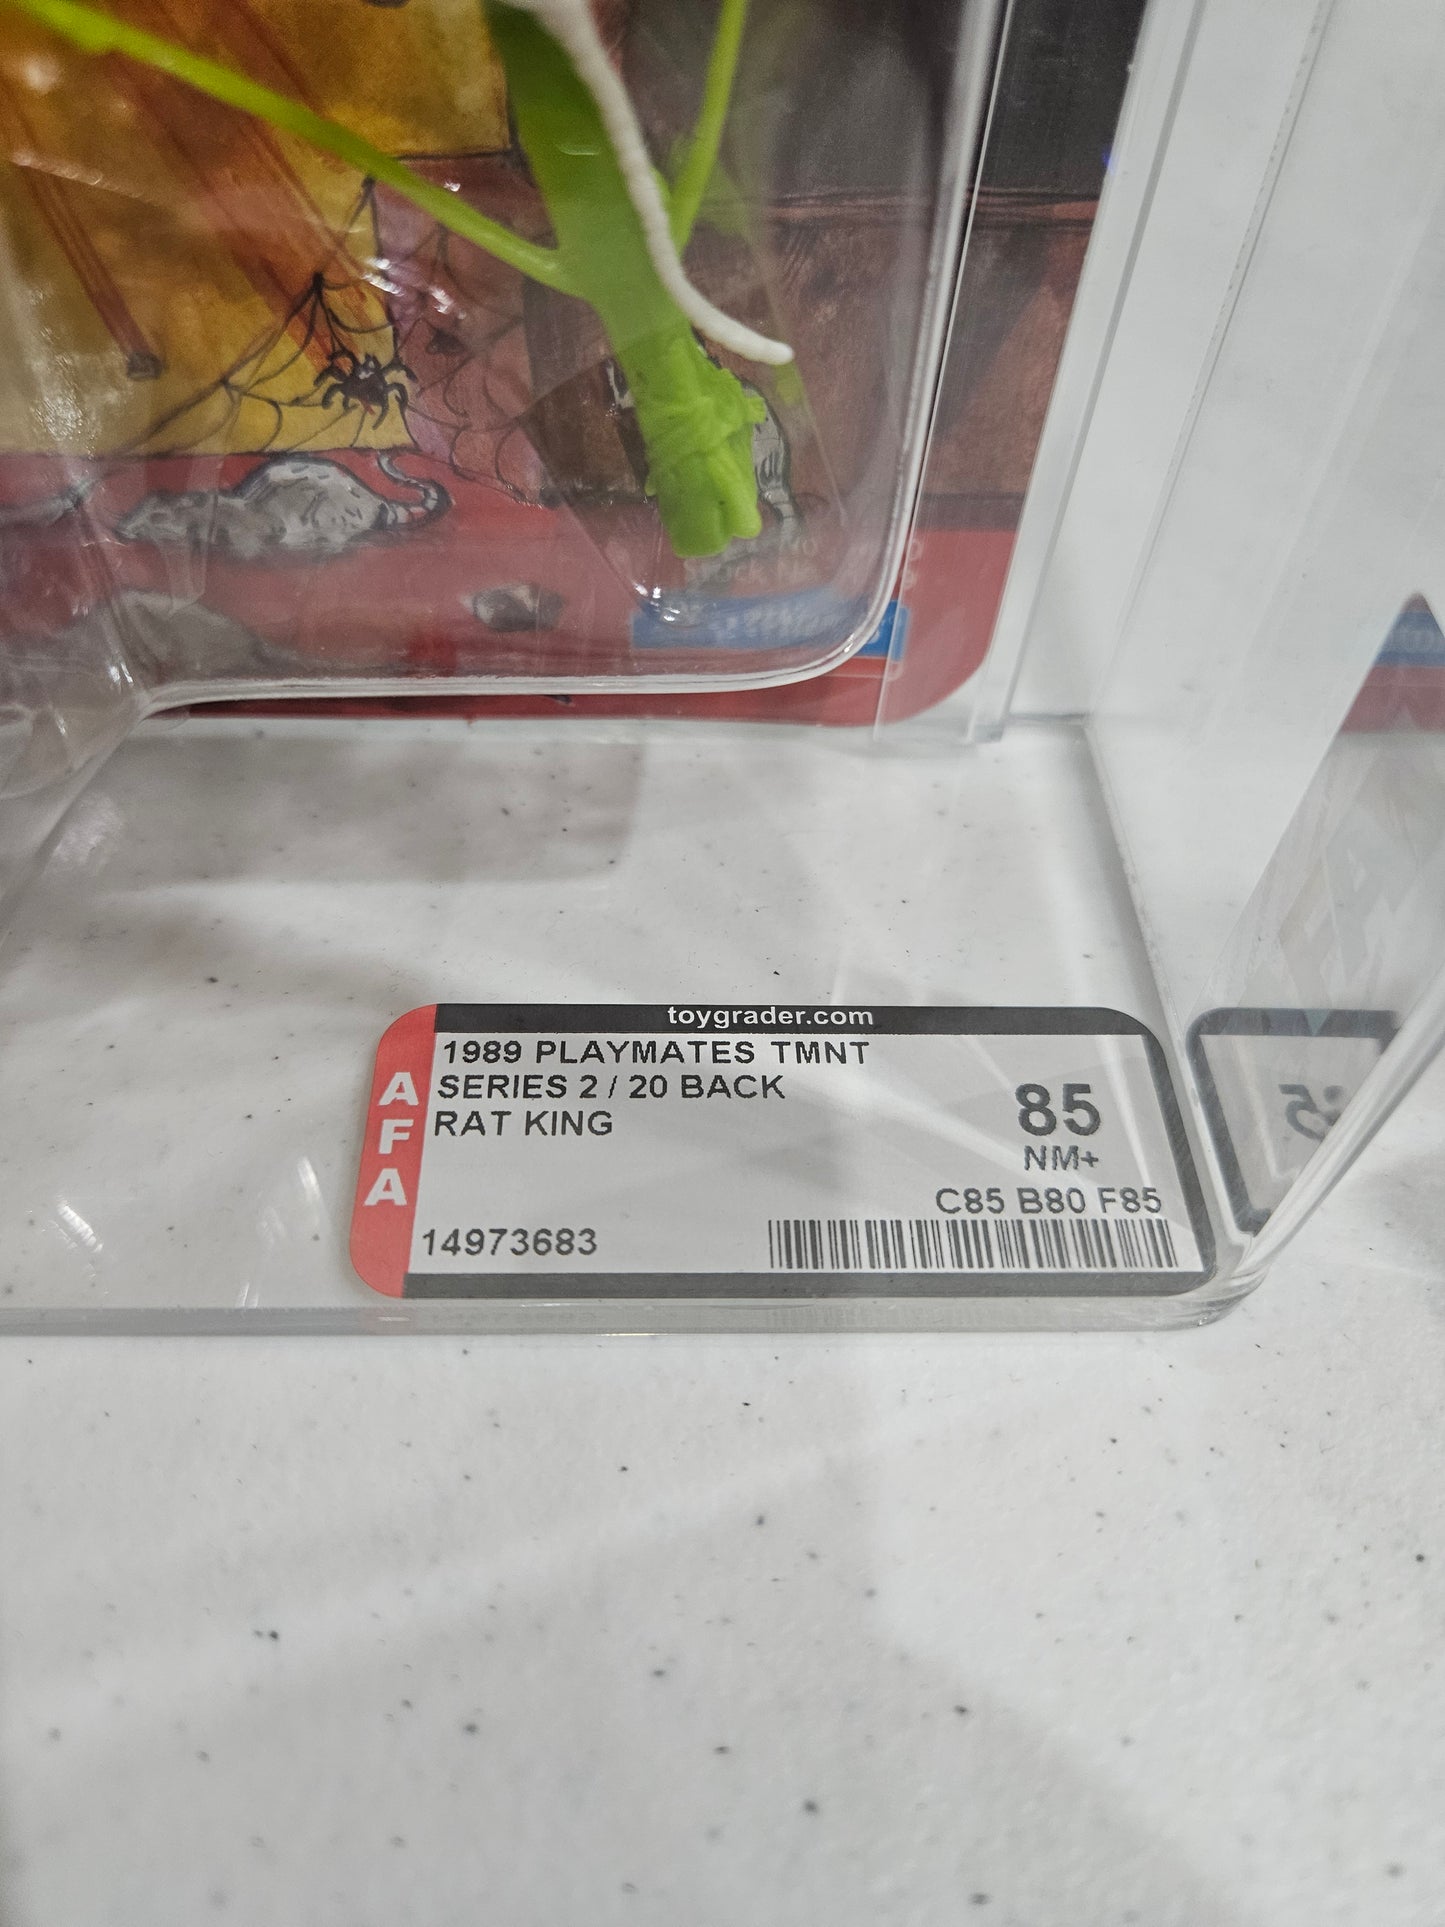 toygrader.com
1989 PLAYMATES TMNT
SERIES 2 / 20 BACK
RAT KING
85
NM+
C85 B80 F85
14973683
AFA